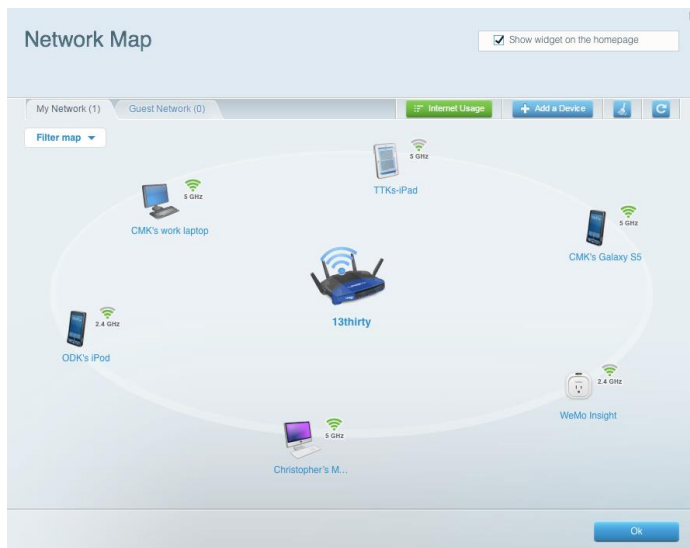 Network Map
Show widget on the homepage
My Network (1)
Guest Network (0)
Internet Usage
Add a Device
Filter map
5 GHz
TTKs-iPad
5 GHz
CMK's work laptop
5 GHz
CMK's Galaxy S5
13thirty
2.4 GHz
ODK's iPod
2.4 GHz
WeMo Insight
5 GHz
Christopher's M...
Ok